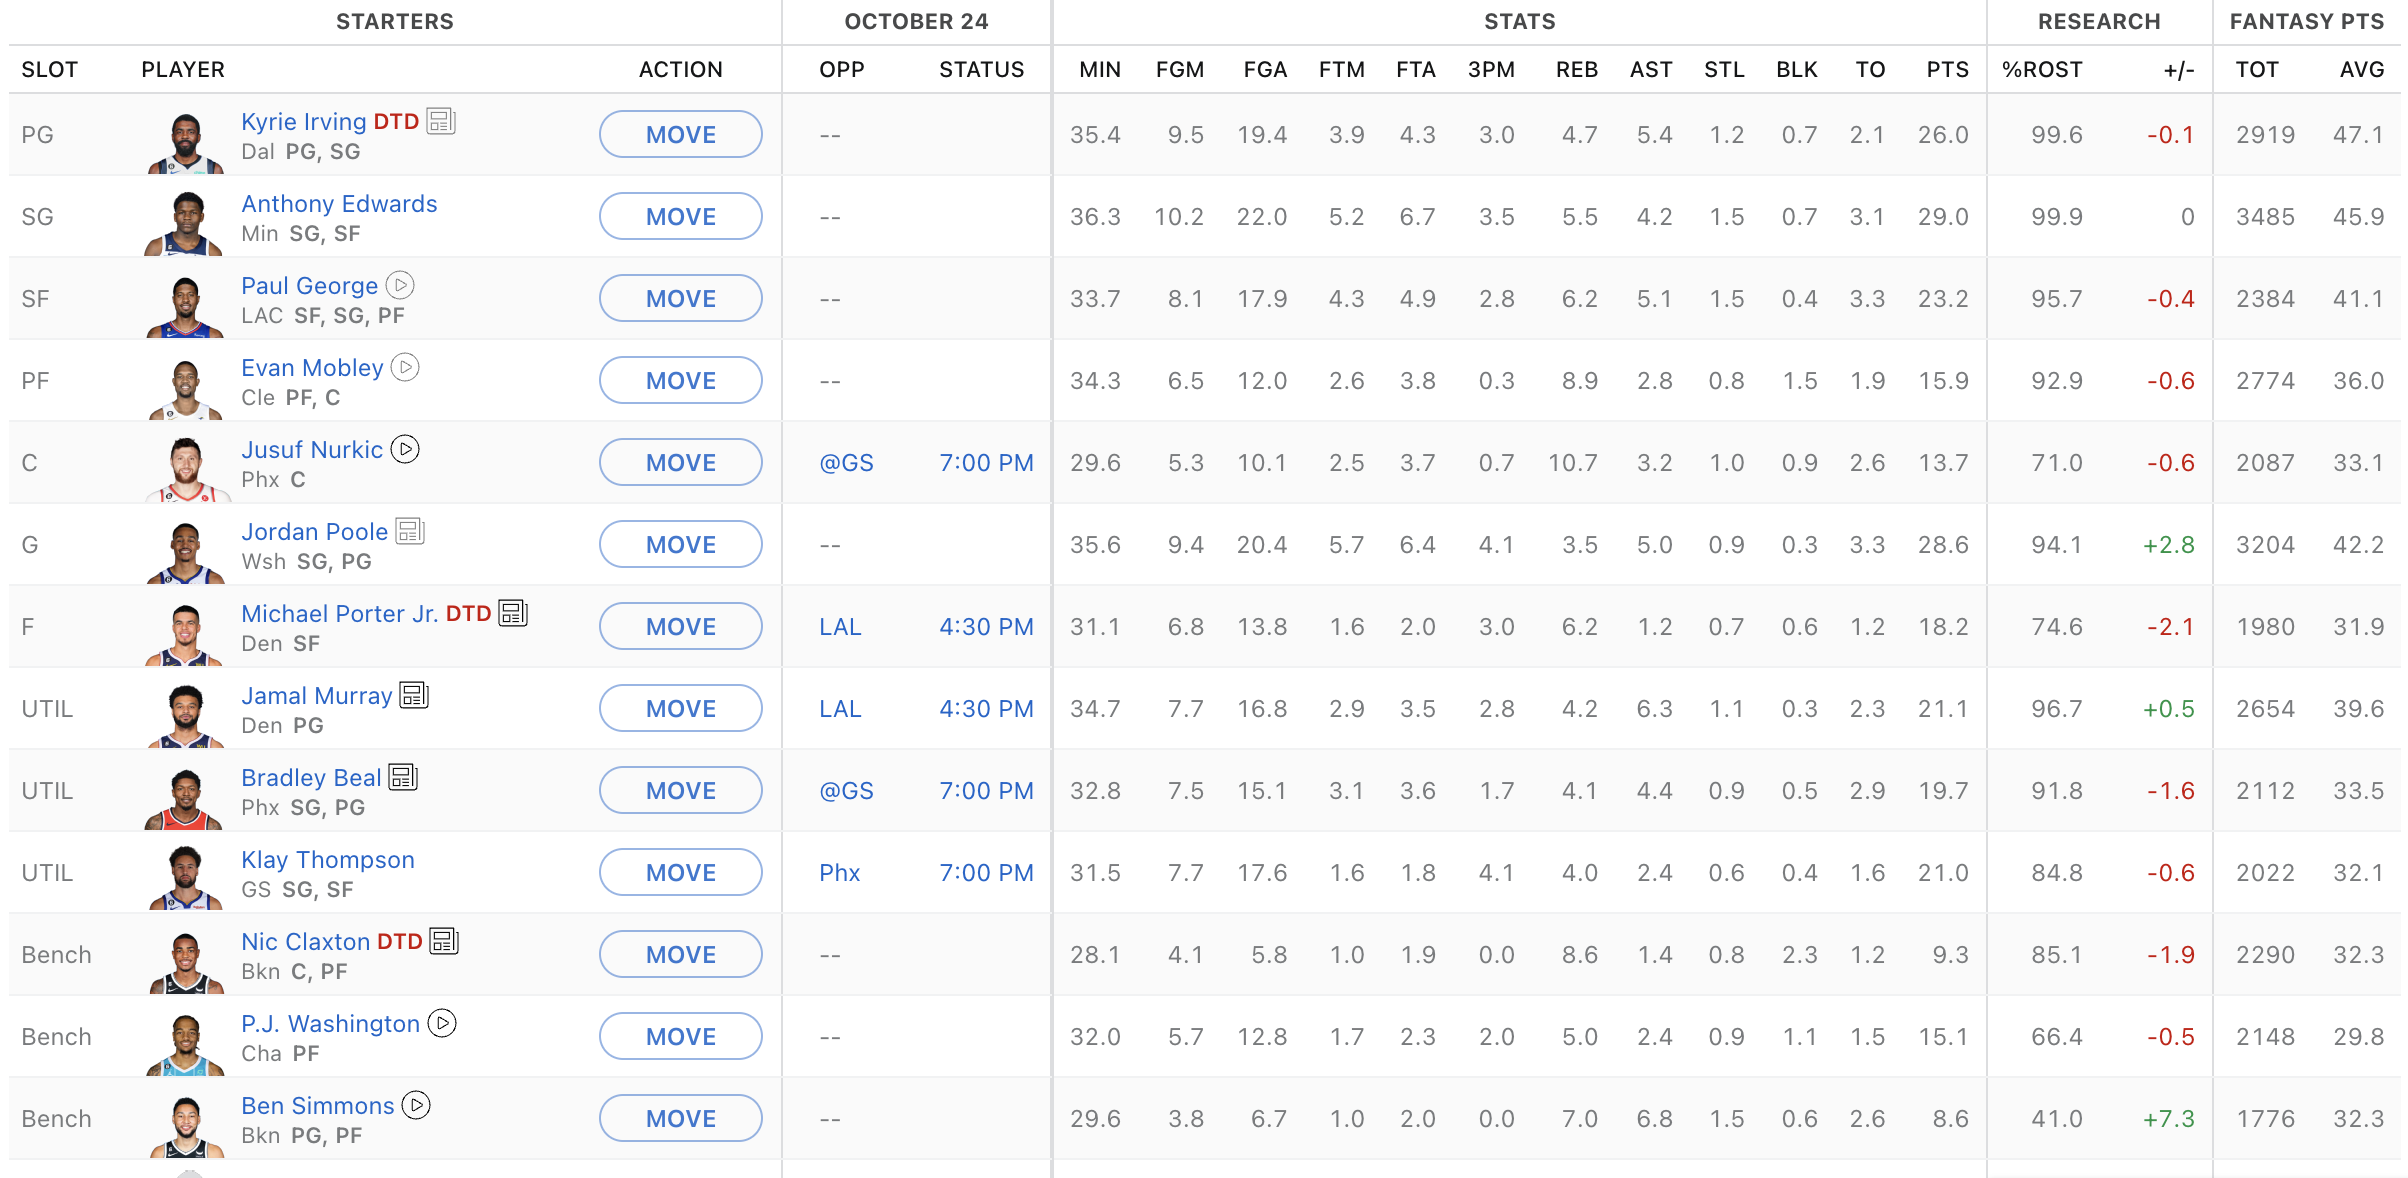 STARTERS OCTOBER 24 STATS RESEARCH FANTASY PTS
SLOT PLAYER ACTION OPP STATUS MIN FGM FGA FTM FTA 3PM REB AST STL BLK TO PTS %ROST +/- TOT AVG
PG Kyrie Irving DTD MOVE -- 35.4 9.5 19.4 3.9 4.3 3.0 4.7 5.4 1.2 0.7 2.1 26.0 99.6 -0.1 2919 47.1
Dal PG, SG
SG Anthony Edwards MOVE -- 36.3 10.2 22.0 5.2 6.7 3.5 5.5 4.2 1.5 0.7 3.1 29.0 99.9 0 3485 45.9
Min SG, SF
SF Paul George MOVE -- 33.7 8.1 17.9 4.3 4.9 2.8 6.2 5.1 1.5 0.4 3.3 23.2 95.7 -0.4 2384 41.1
LAC SF, SG, PF
PF Evan Mobley MOVE -- 34.3 6.5 12.0 2.6 3.8 0.3 8.9 2.8 0.8 1.5 1.9 15.9 92.9 -0.6 2774 36.0
Cle PF, C
C Jusuf Nurkic MOVE @GS 7:00 PM 29.6 5.3 10.1 2.5 3.7 0.7 10.7 3.2 1.0 0.9 2.6 13.7 71.0 -0.6 2087 33.1
Phx C
G Jordan Poole MOVE -- 35.6 9.4 20.4 5.7 6.4 4.1 3.5 5.0 0.9 0.3 3.3 28.6 94.1 +2.8 3204 42.2
Wsh SG, PG
F Michael Porter Jr. DTD MOVE LAL 4:30 PM 31.1 6.8 13.8 1.6 2.0 3.0 6.2 1.2 0.7 0.6 1.2 18.2 74.6 -2.1 1980 31.9
Den SF
UTIL Jamal Murray MOVE LAL 4:30 PM 34.7 7.7 16.8 2.9 3.5 2.8 4.2 6.3 1.1 0.3 2.3 21.1 96.7 +0.5 2654 39.6
Den PG
UTIL Bradley Beal MOVE @GS 7:00 PM 32.8 7.5 15.1 3.1 3.6 1.7 4.1 4.4 0.9 0.5 2.9 19.7 91.8 -1.6 2112 33.5
Phx SG, PG
UTIL Klay Thompson MOVE Phx 7:00 PM 31.5 7.7 17.6 1.6 1.8 4.1 4.0 2.4 0.6 0.4 1.6 21.0 84.8 -0.6 2022 32.1
GS SG, SF
Bench Nic Claxton DTD MOVE -- 28.1 4.1 5.8 1.0 1.9 0.0 8.6 1.4 0.8 2.3 1.2 9.3 85.1 -1.9 2290 32.3
Bkn C, PF
Bench P.J. Washington MOVE -- 32.0 5.7 12.8 1.7 2.3 2.0 5.0 2.4 0.9 1.1 1.5 15.1 66.4 -0.5 2148 29.8
Cha PF
Bench Ben Simmons MOVE -- 29.6 3.8 6.7 1.0 2.0 0.0 7.0 6.8 1.5 0.6 2.6 8.6 41.0 +7.3 1776 32.3
Bkn PG, PF